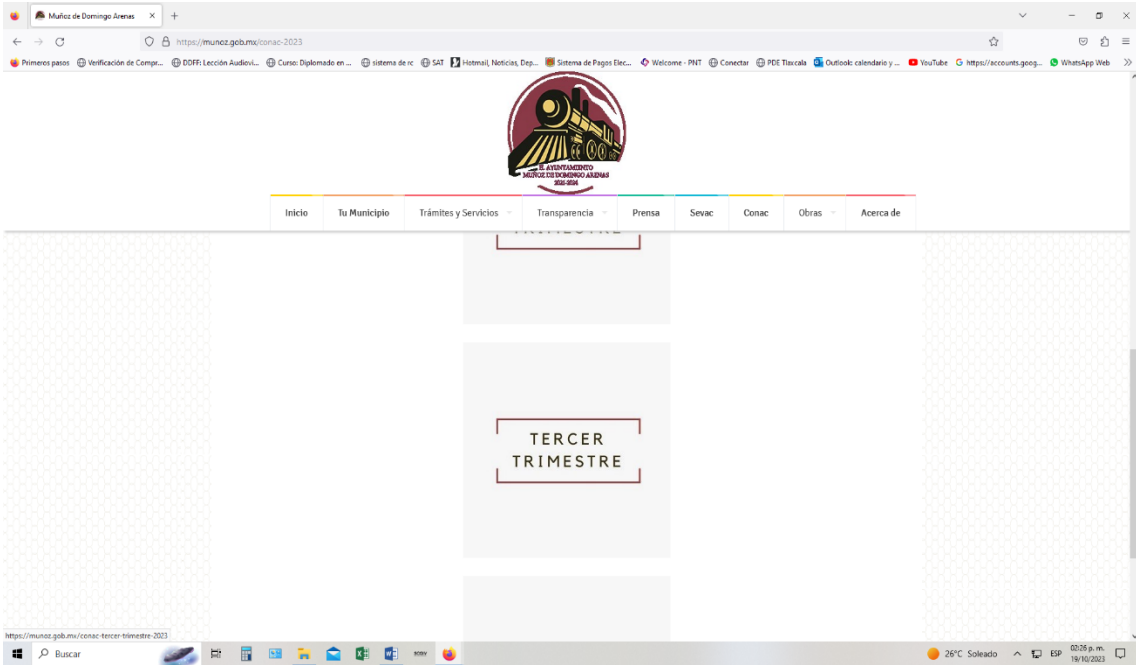 Muñoz de Domingo Arenas
https://munoz.gob.mx/conac-2023
Primeros pasos Verificación de Compr... DDFF: Lección Audiovi... Curso: Diplomado en ... sistema de rc SAT Hotmail, Noticias, Dep... Sistema de Pagos Elec... Welcome - PNT Conectar PDE Tlaxcala Outlook: calendario y ... YouTube https://accounts.goog... WhatsApp Web
H. AYUNTAMIENTO
MUÑOZ DE DOMINGO ARENAS
2021-2024
Inicio Tu Municipio Trámites y Servicios Transparencia Prensa Sevac Conac Obras Acerca de
TRIMESTRE
TERCER
TRIMESTRE
https://munoz.gob.mx/conac-tercer-trimestre-2023
Buscar
26°C Soleado ESP 02:26 p. m.
19/10/2023